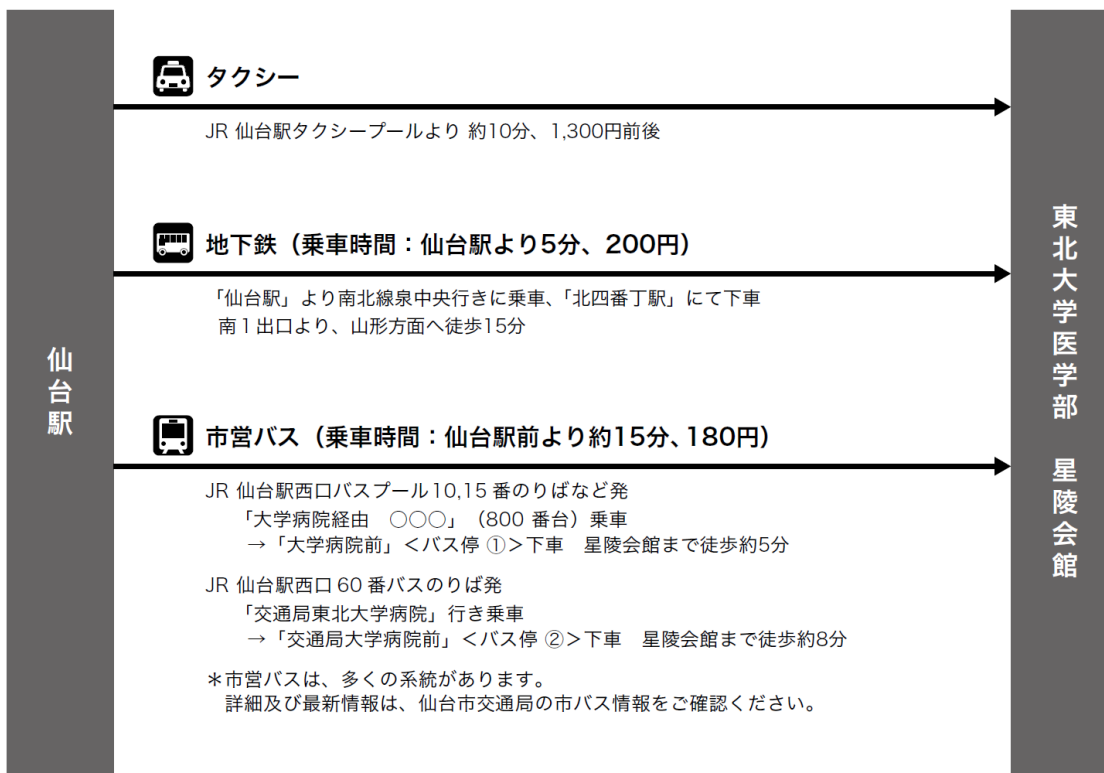 仙台駅
タクシー
JR 仙台駅タクシープールより 約10分、1,300円前後
地下鉄（乗車時間：仙台駅より5分、200円）
「仙台駅」より南北線泉中央行きに乗車、「北四番丁駅」にて下車
南１出口より、山形方面へ徒歩15分
市営バス（乗車時間：仙台駅前より約15分、180円）
JR 仙台駅西口バスプール10,15 番のりばなど発
「大学病院経由　○○○」（800 番台）乗車
→「大学病院前」＜バス停 ①＞下車　星陵会館まで徒歩約5分
JR 仙台駅西口 60 番バスのりば発
「交通局東北大学病院」行き乗車
→「交通局大学病院前」＜バス停 ②＞下車　星陵会館まで徒歩約8分
＊市営バスは、多くの系統があります。
詳細及び最新情報は、仙台市交通局の市バス情報をご確認ください。
東北大学医学部　星陵会館